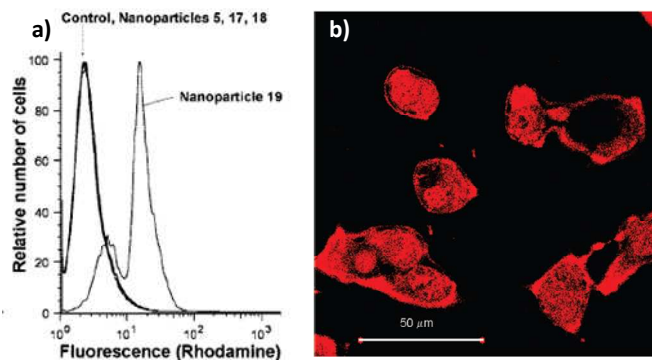 a)
Control, Nanoparticles 5, 17, 18
Nanoparticle 19
Relative number of cells
100
80
60
40
20
0
10⁰ 10¹ 10² 10³
Fluorescence (Rhodamine)
b)
50 µm